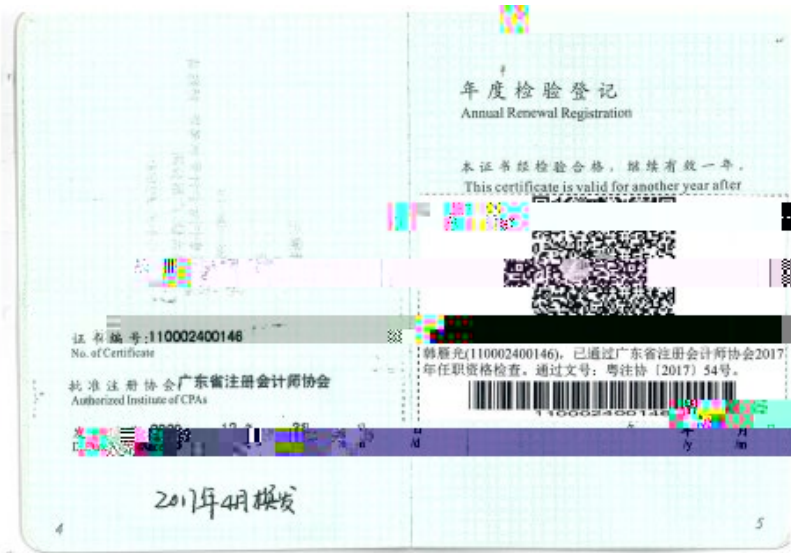 证书编号:110002400146
No. of Certificate
批准注册协会广东省注册会计师协会
Authorized Institute of CPAs
2017年4月换发
4
年度检验登记
Annual Renewal Registration
本证书经检验合格，继续有效一年。
This certificate is valid for another year after
韩雁光(110002400146)，已通过广东省注册会计师协会2017
年任职资格检查。通过文号：粤注协〔2017〕54号。
110002400146
/d
/y /m
5